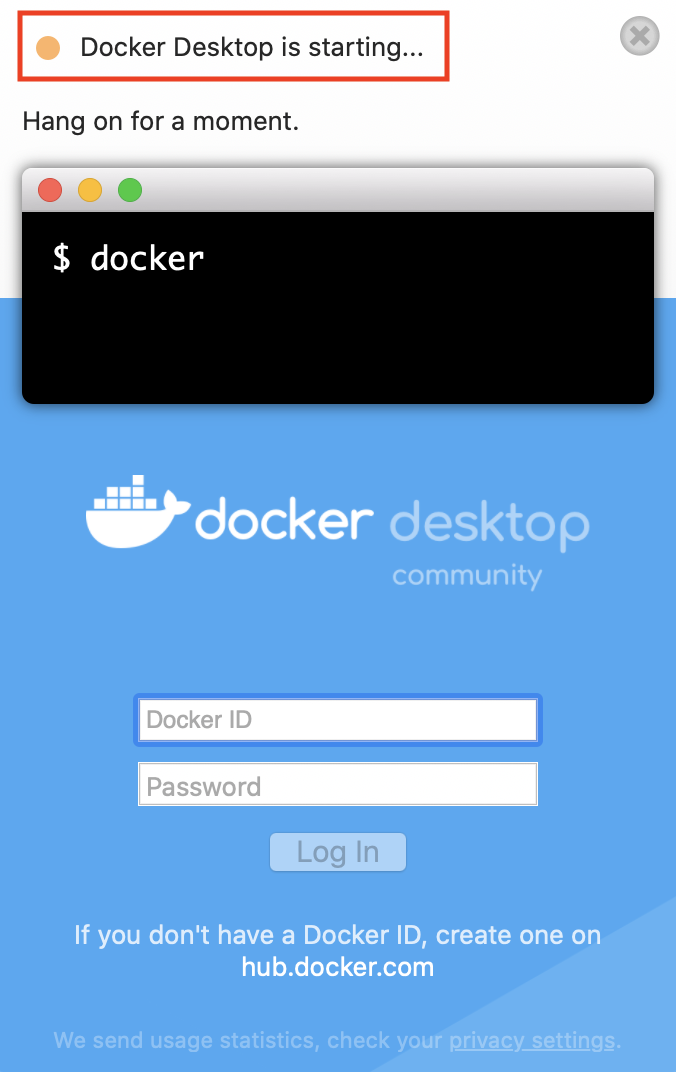 Docker Desktop is starting...
Hang on for a moment.
$ docker
docker desktop
community
Docker ID
Password
Log In
If you don't have a Docker ID, create one on
hub.docker.com
We send usage statistics, check your privacy settings.